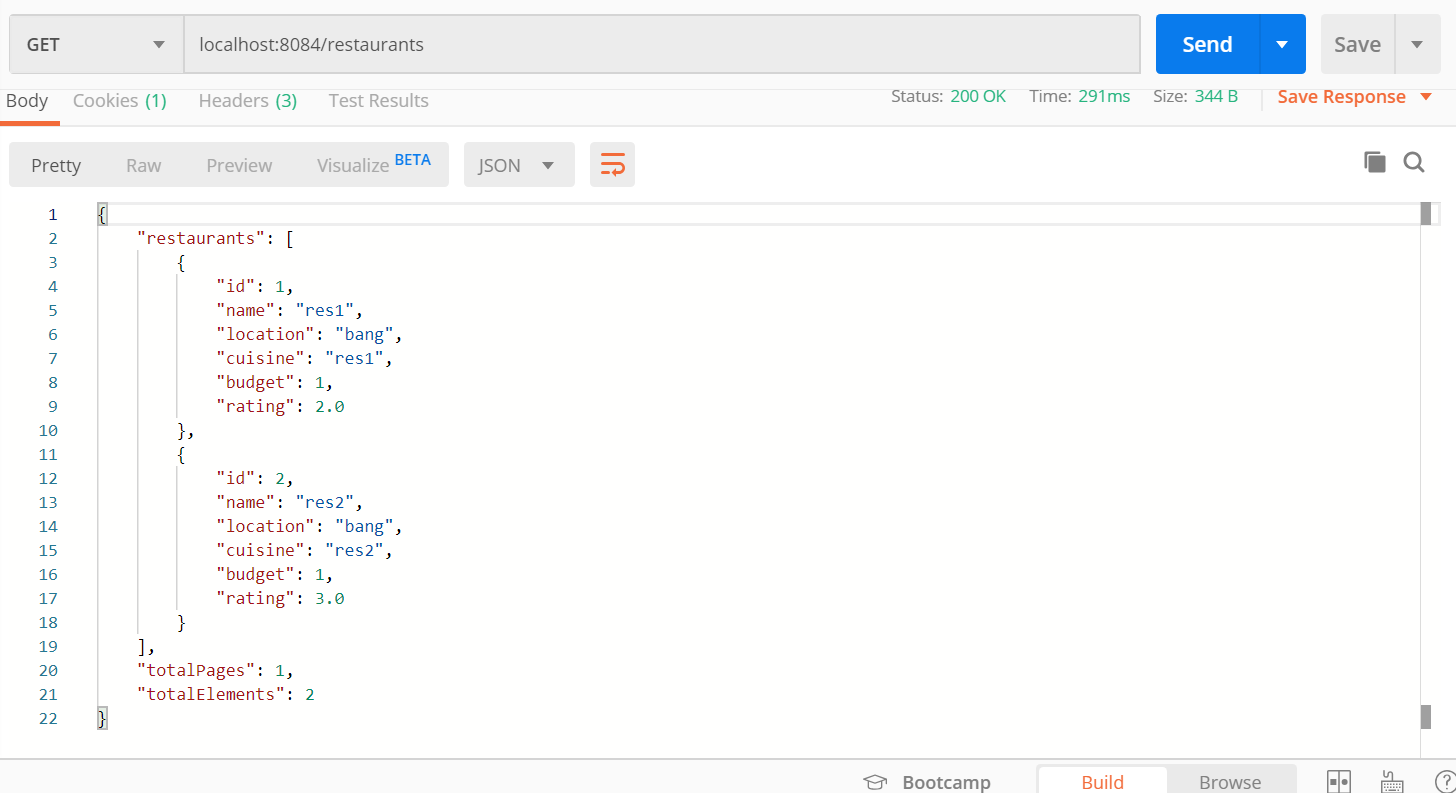 GET localhost:8084/restaurants Send Save
Body Cookies (1) Headers (3) Test Results Status: 200 OK Time: 291ms Size: 344 B Save Response
Pretty Raw Preview Visualize BETA JSON
1 {
2 "restaurants": [
3 {
4 "id": 1,
5 "name": "res1",
6 "location": "bang",
7 "cuisine": "res1",
8 "budget": 1,
9 "rating": 2.0
10 },
11 {
12 "id": 2,
13 "name": "res2",
14 "location": "bang",
15 "cuisine": "res2",
16 "budget": 1,
17 "rating": 3.0
18 }
19 ],
20 "totalPages": 1,
21 "totalElements": 2
22 }
Bootcamp Build Browse ?